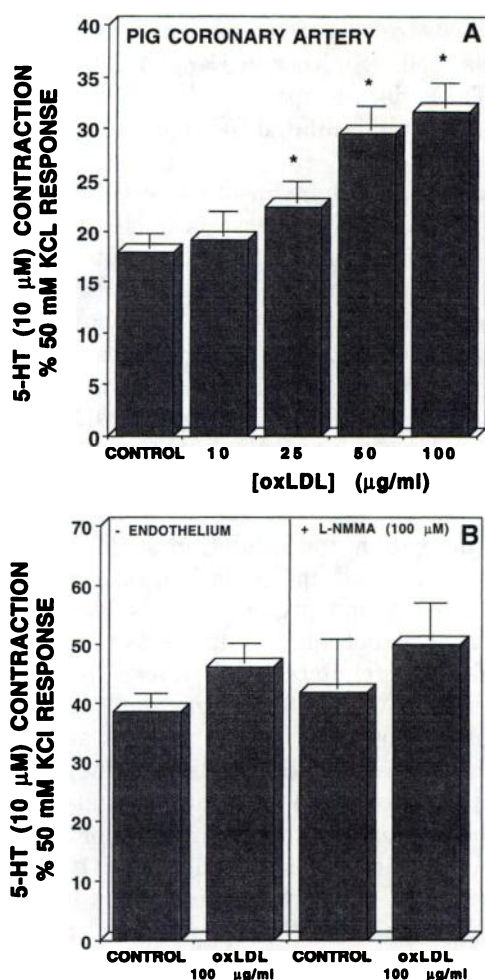 PIG CORONARY ARTERY
A
5-HT (10 μM) CONTRACTION
% 50 mM KCL RESPONSE
40
35
30
25
20
15
10
5
0
*
*
*
CONTROL 10 25 50 100
[oxLDL] (μg/ml)
- ENDOTHELIUM
+ L-NMMA (100 μM)
B
5-HT (10 μM) CONTRACTION
% 50 mM KCl RESPONSE
70
60
50
40
30
20
10
0
CONTROL oxLDL CONTROL oxLDL
100 μg/ml 100 μg/ml